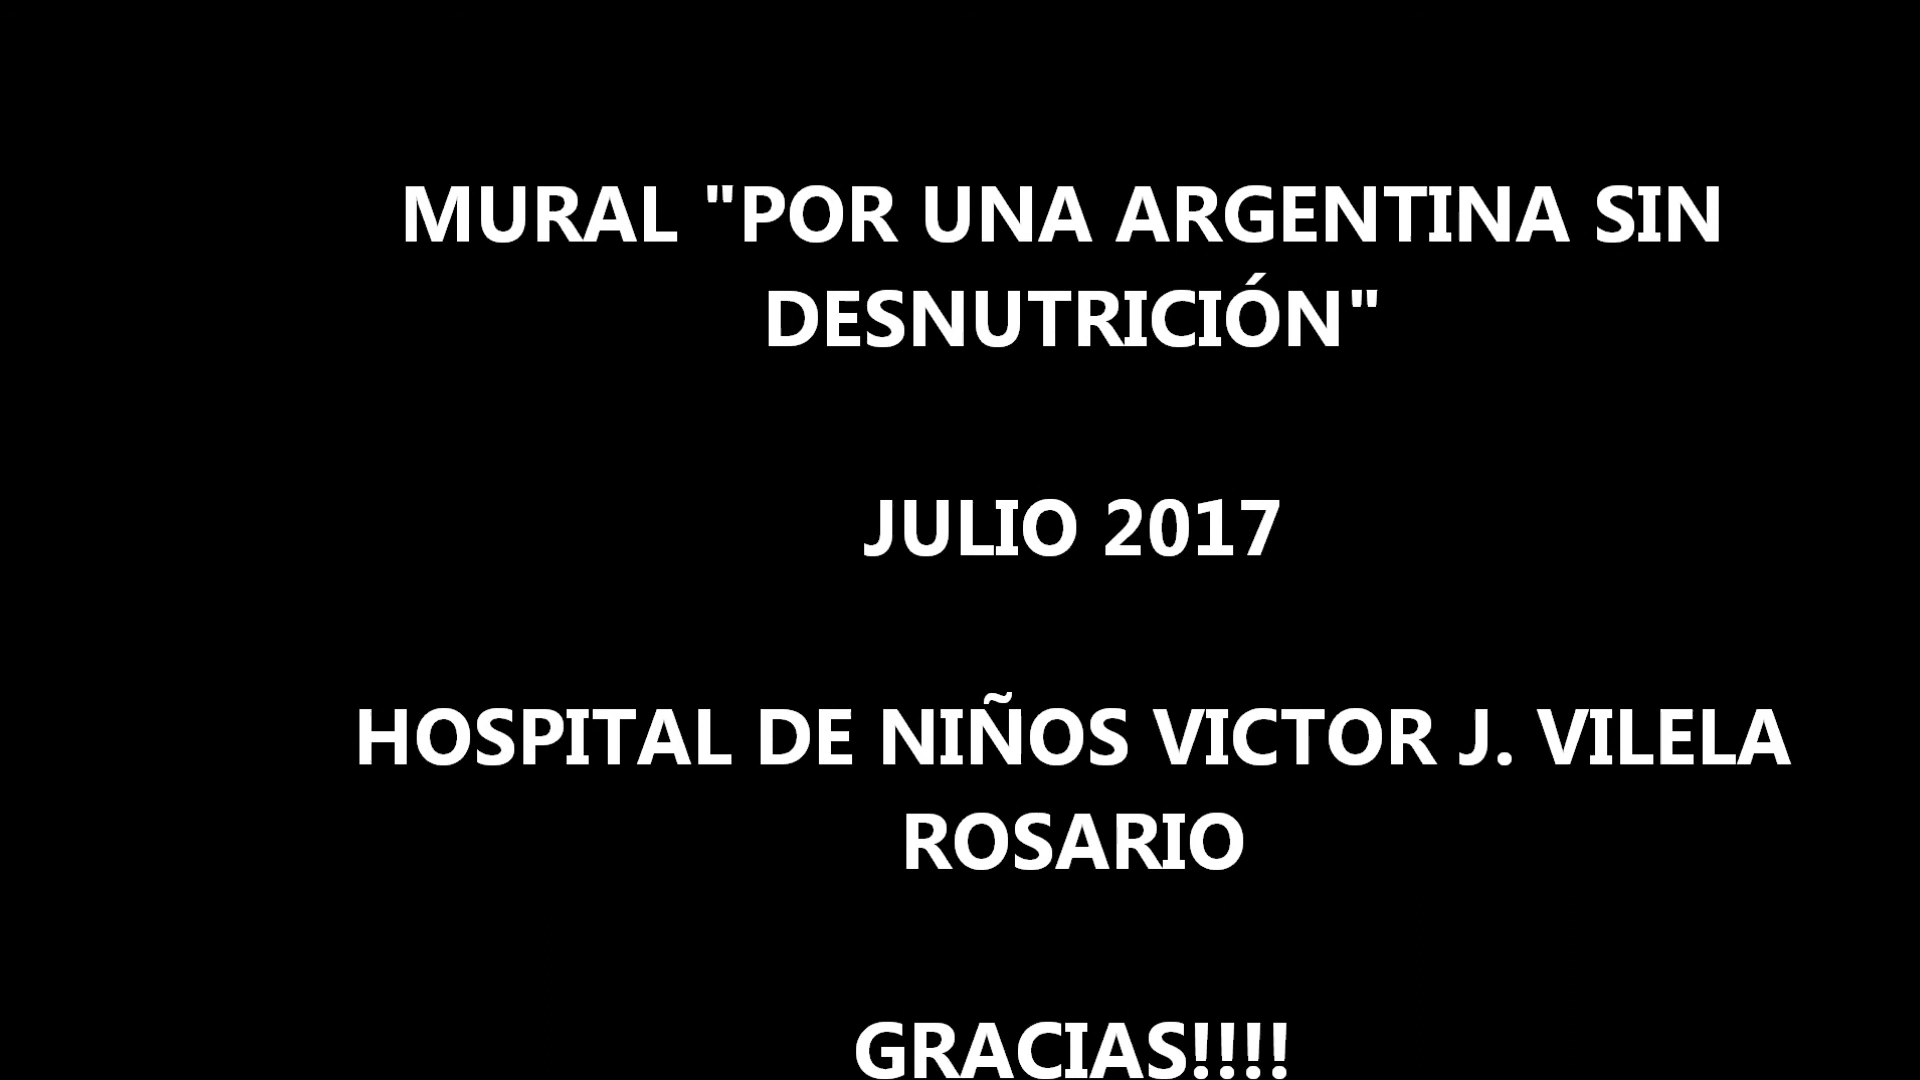 MURAL "POR UNA ARGENTINA SIN
DESNUTRICIÓN"
JULIO 2017
HOSPITAL DE NIÑOS VICTOR J. VILELA
ROSARIO
GRACIAS!!!!